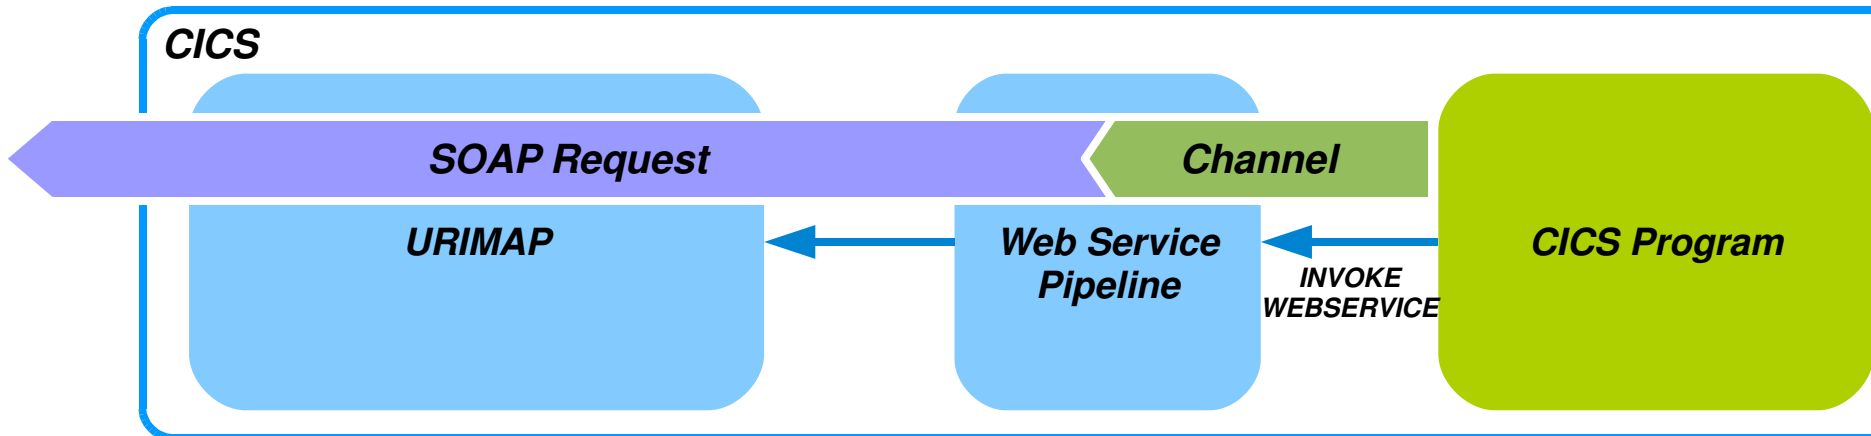 CICS
SOAP Request
Channel
URIMAP
Web Service
Pipeline
INVOKE
WEBSERVICE
CICS Program